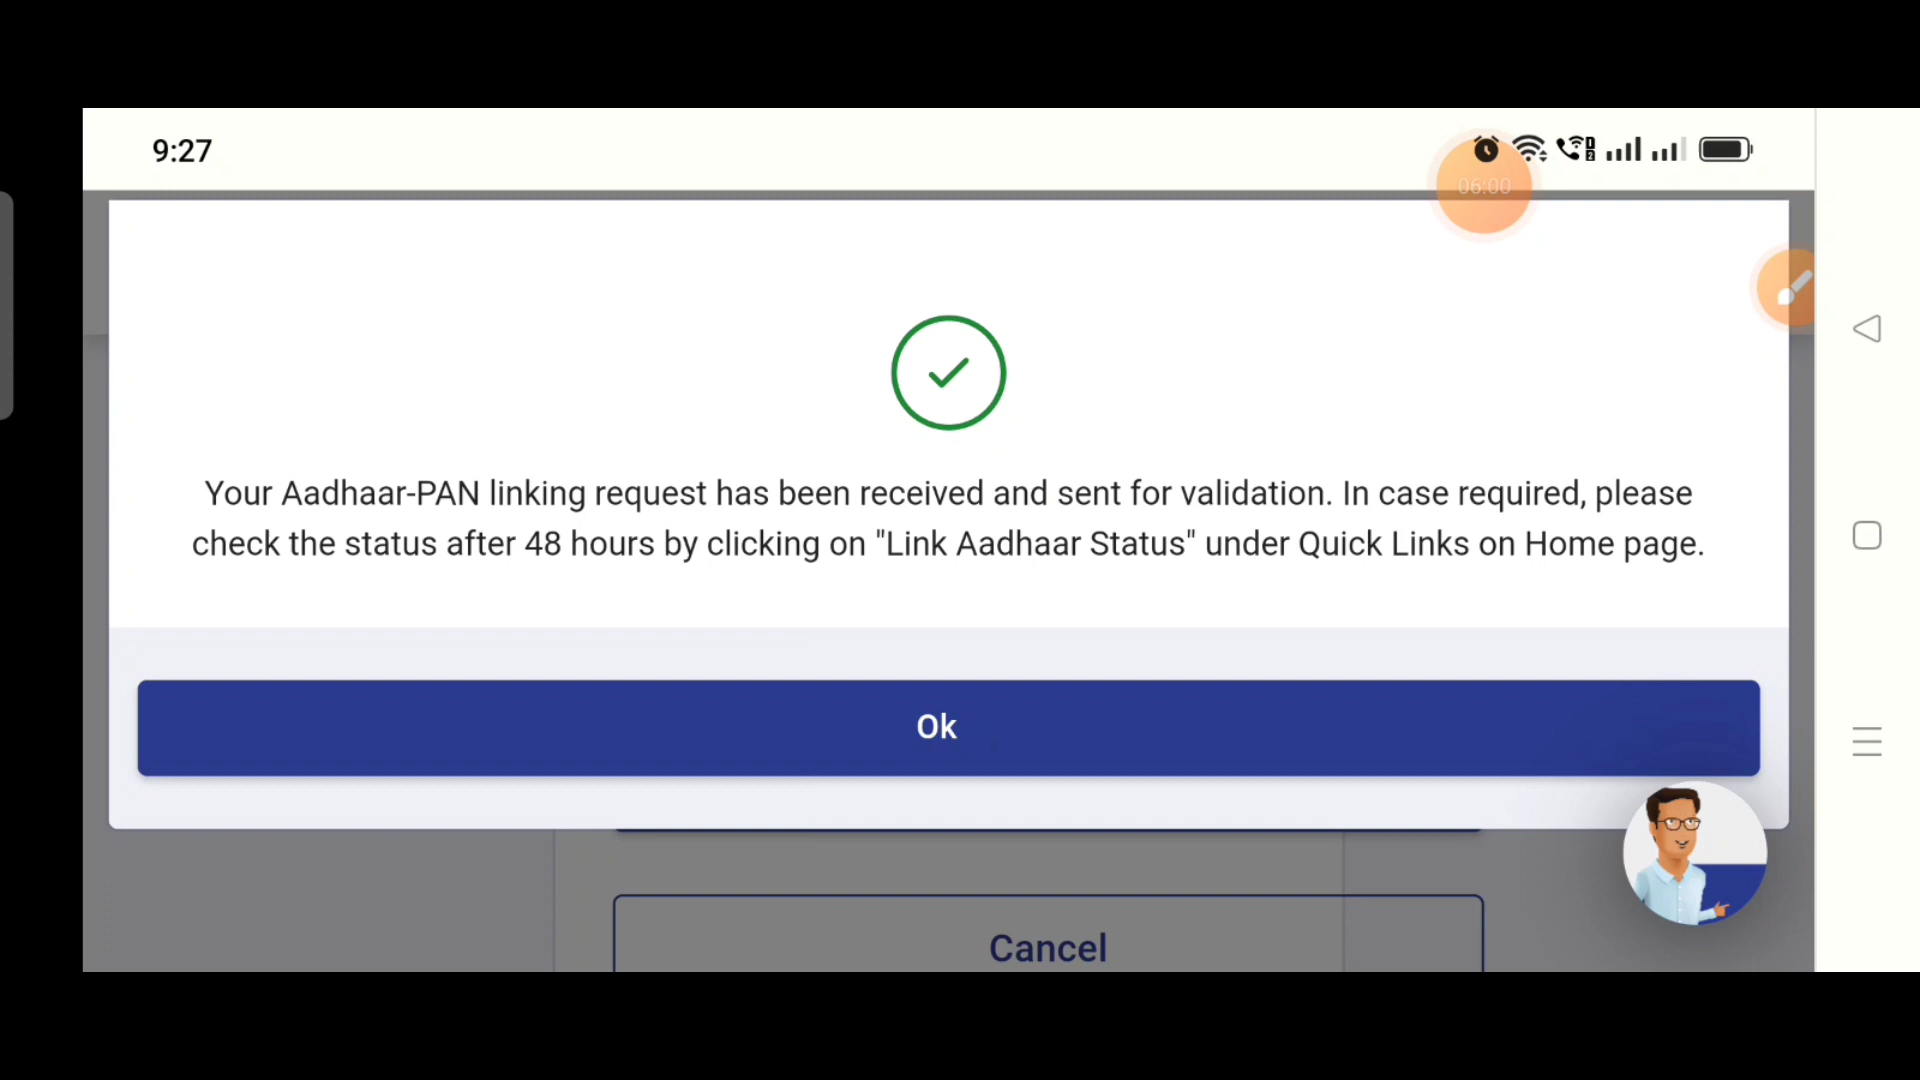 9:27
06:00
Your Aadhaar-PAN linking request has been received and sent for validation. In case required, please
check the status after 48 hours by clicking on "Link Aadhaar Status" under Quick Links on Home page.
Ok
Cancel